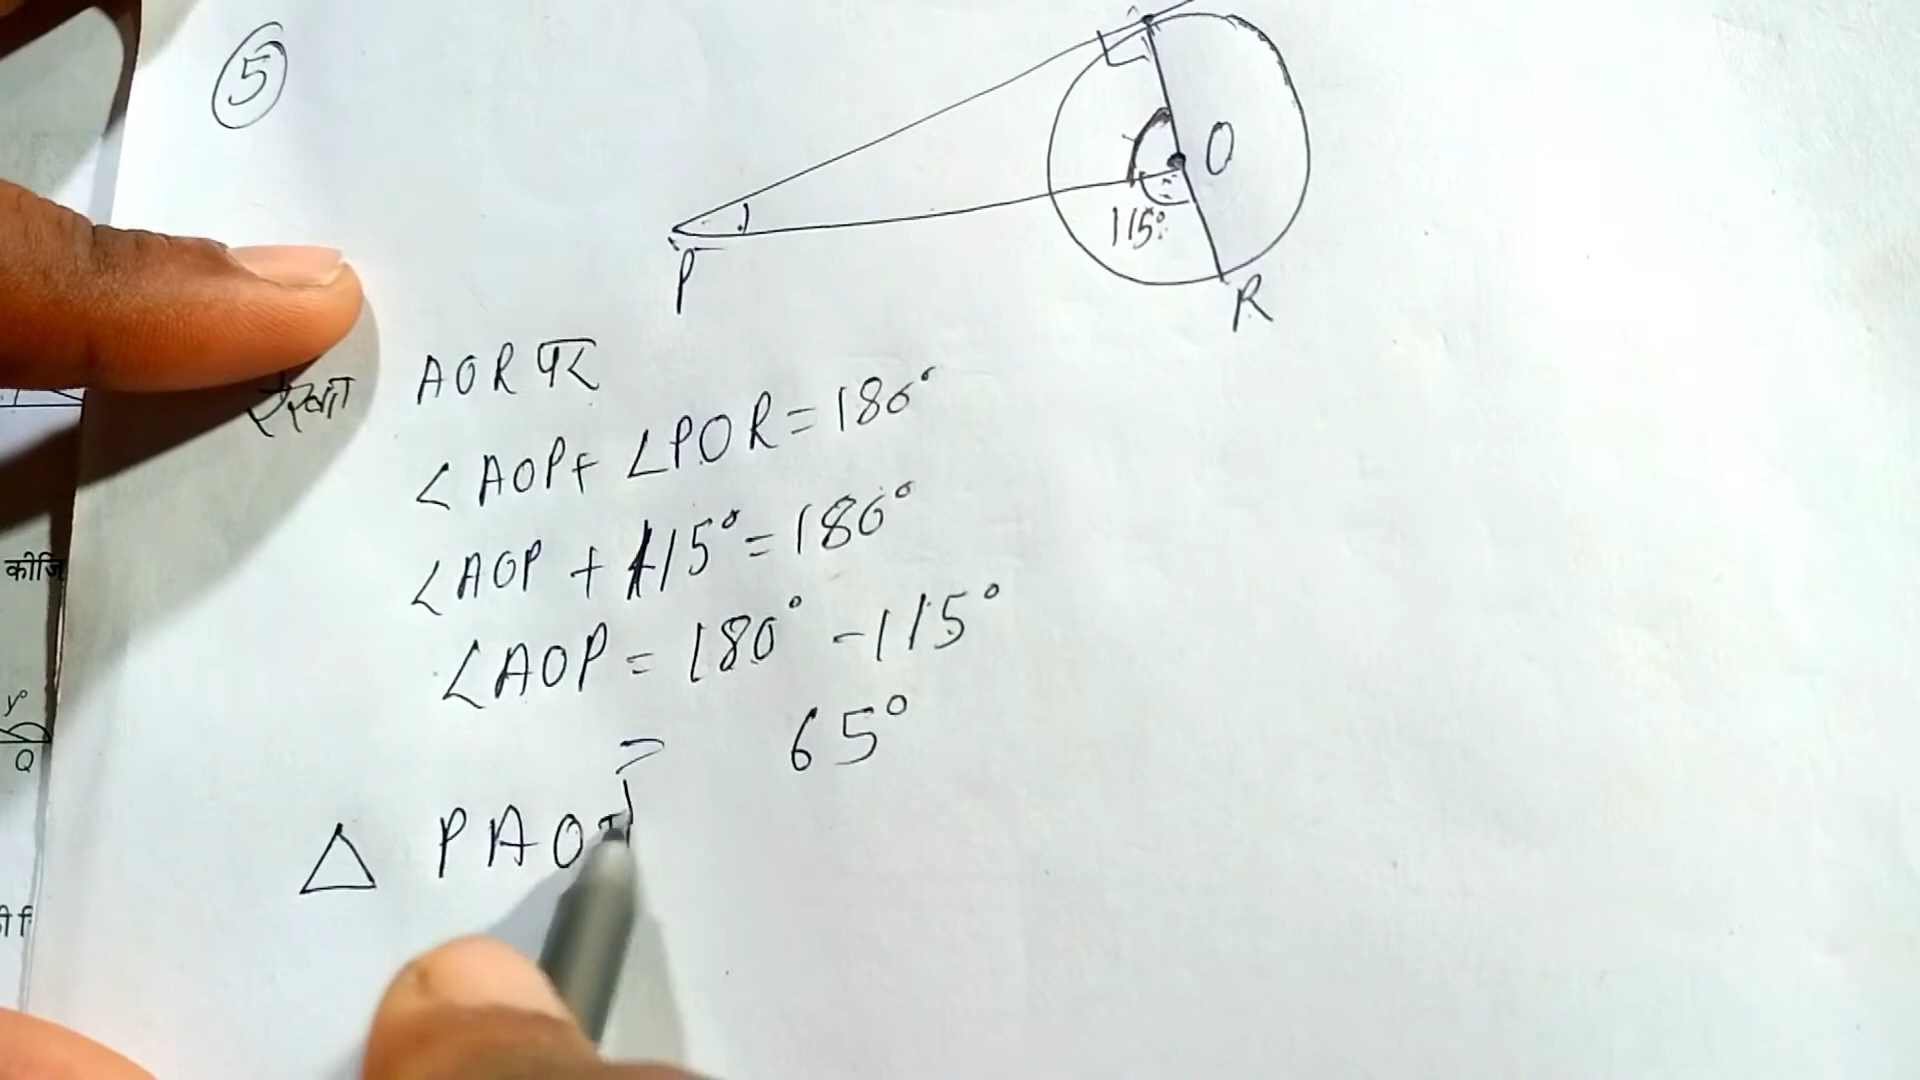 5
A
O
115°
P
R
रेखा AOR पर
∠AOP + ∠POR = 180°
∠AOP + 115° = 180°
∠AOP = 180° - 115°
= 65°
△ PAO
कीजि
y°
Q